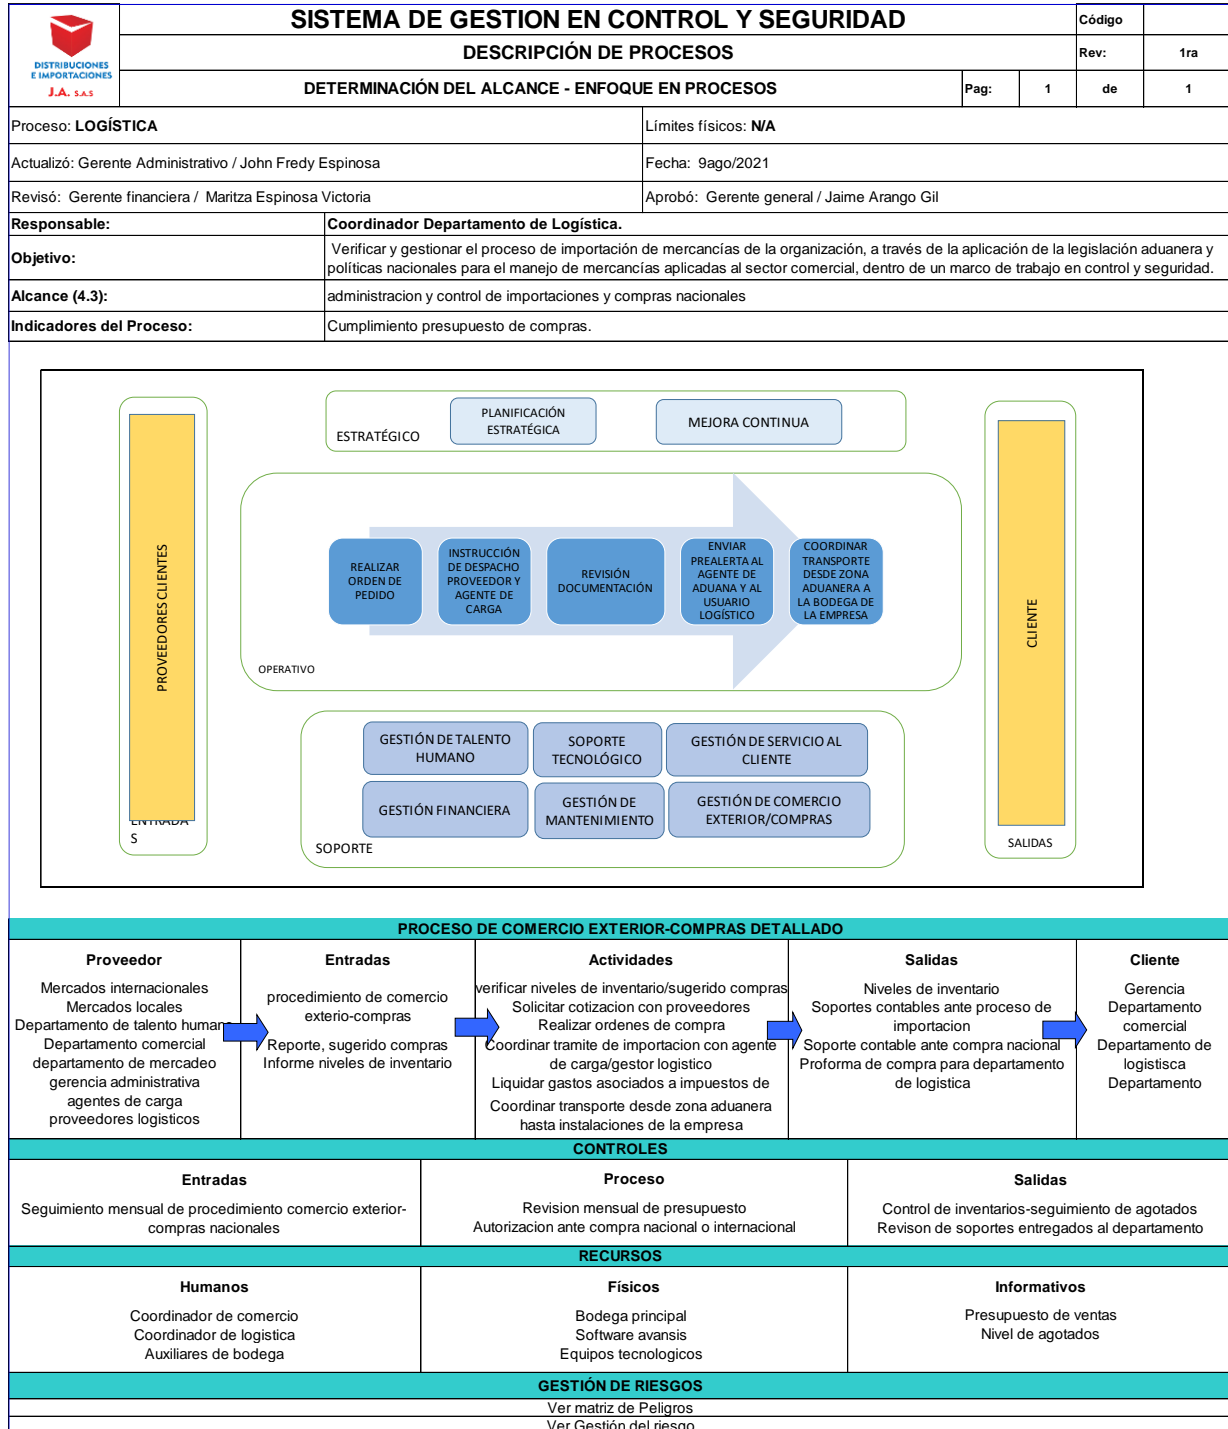 DISTRIBUCIONES
E IMPORTACIONES
J.A. S.A.S
SISTEMA DE GESTION EN CONTROL Y SEGURIDAD
Código
DESCRIPCIÓN DE PROCESOS
Rev: 1ra
DETERMINACIÓN DEL ALCANCE - ENFOQUE EN PROCESOS
Pag: 1 de 1
Proceso: LOGÍSTICA
Límites físicos: N/A
Actualizó: Gerente Administrativo / John Fredy Espinosa
Fecha: 9ago/2021
Revisó: Gerente financiera / Maritza Espinosa Victoria
Aprobó: Gerente general / Jaime Arango Gil
Responsable: Coordinador Departamento de Logística.
Objetivo:
Verificar y gestionar el proceso de importación de mercancías de la organización, a través de la aplicación de la legislación aduanera y
políticas nacionales para el manejo de mercancías aplicadas al sector comercial, dentro de un marco de trabajo en control y seguridad.
Alcance (4.3): administracion y control de importaciones y compras nacionales
Indicadores del Proceso: Cumplimiento presupuesto de compras.
PROVEEDORES CLIENTES
ENTRADA
S
ESTRATÉGICO
PLANIFICACIÓN
ESTRATÉGICA
MEJORA CONTINUA
REALIZAR
ORDEN DE
PEDIDO
INSTRUCCIÓN
DE DESPACHO
PROVEEDOR Y
AGENTE DE
CARGA
REVISIÓN
DOCUMENTACIÓN
ENVIAR
PREALERTA AL
AGENTE DE
ADUANA Y AL
USUARIO
LOGÍSTICO
COORDINAR
TRANSPORTE
DESDE ZONA
ADUANERA A
LA BODEGA DE
LA EMPRESA
OPERATIVO
GESTIÓN DE TALENTO
HUMANO
SOPORTE
TECNOLÓGICO
GESTIÓN DE SERVICIO AL
CLIENTE
GESTIÓN FINANCIERA
GESTIÓN DE
MANTENIMIENTO
GESTIÓN DE COMERCIO
EXTERIOR/COMPRAS
SOPORTE
CLIENTE
SALIDAS
PROCESO DE COMERCIO EXTERIOR-COMPRAS DETALLADO
Proveedor
Mercados internacionales
Mercados locales
Departamento de talento humano
Departamento comercial
departamento de mercadeo
gerencia administrativa
agentes de carga
proveedores logisticos
Entradas
procedimiento de comercio
exterio-compras
Reporte, sugerido compras
Informe niveles de inventario
Actividades
verificar niveles de inventario/sugerido compras
Solicitar cotizacion con proveedores
Realizar ordenes de compra
Coordinar tramite de importacion con agente
de carga/gestor logistico
Liquidar gastos asociados a impuestos de
Coordinar transporte desde zona aduanera
hasta instalaciones de la empresa
Salidas
Niveles de inventario
Soportes contables ante proceso de
importacion
Soporte contable ante compra nacional
Proforma de compra para departamento
de logistica
Cliente
Gerencia
Departamento
comercial
Departamento de
logistisca
Departamento
CONTROLES
Entradas
Seguimiento mensual de procedimiento comercio exterior-
compras nacionales
Proceso
Revision mensual de presupuesto
Autorizacion ante compra nacional o internacional
Salidas
Control de inventarios-seguimiento de agotados
Revison de soportes entregados al departamento
RECURSOS
Humanos
Coordinador de comercio
Coordinador de logistica
Auxiliares de bodega
Físicos
Bodega principal
Software avansis
Equipos tecnologicos
Informativos
Presupuesto de ventas
Nivel de agotados
GESTIÓN DE RIESGOS
Ver matriz de Peligros
Ver Gestión del riesgo